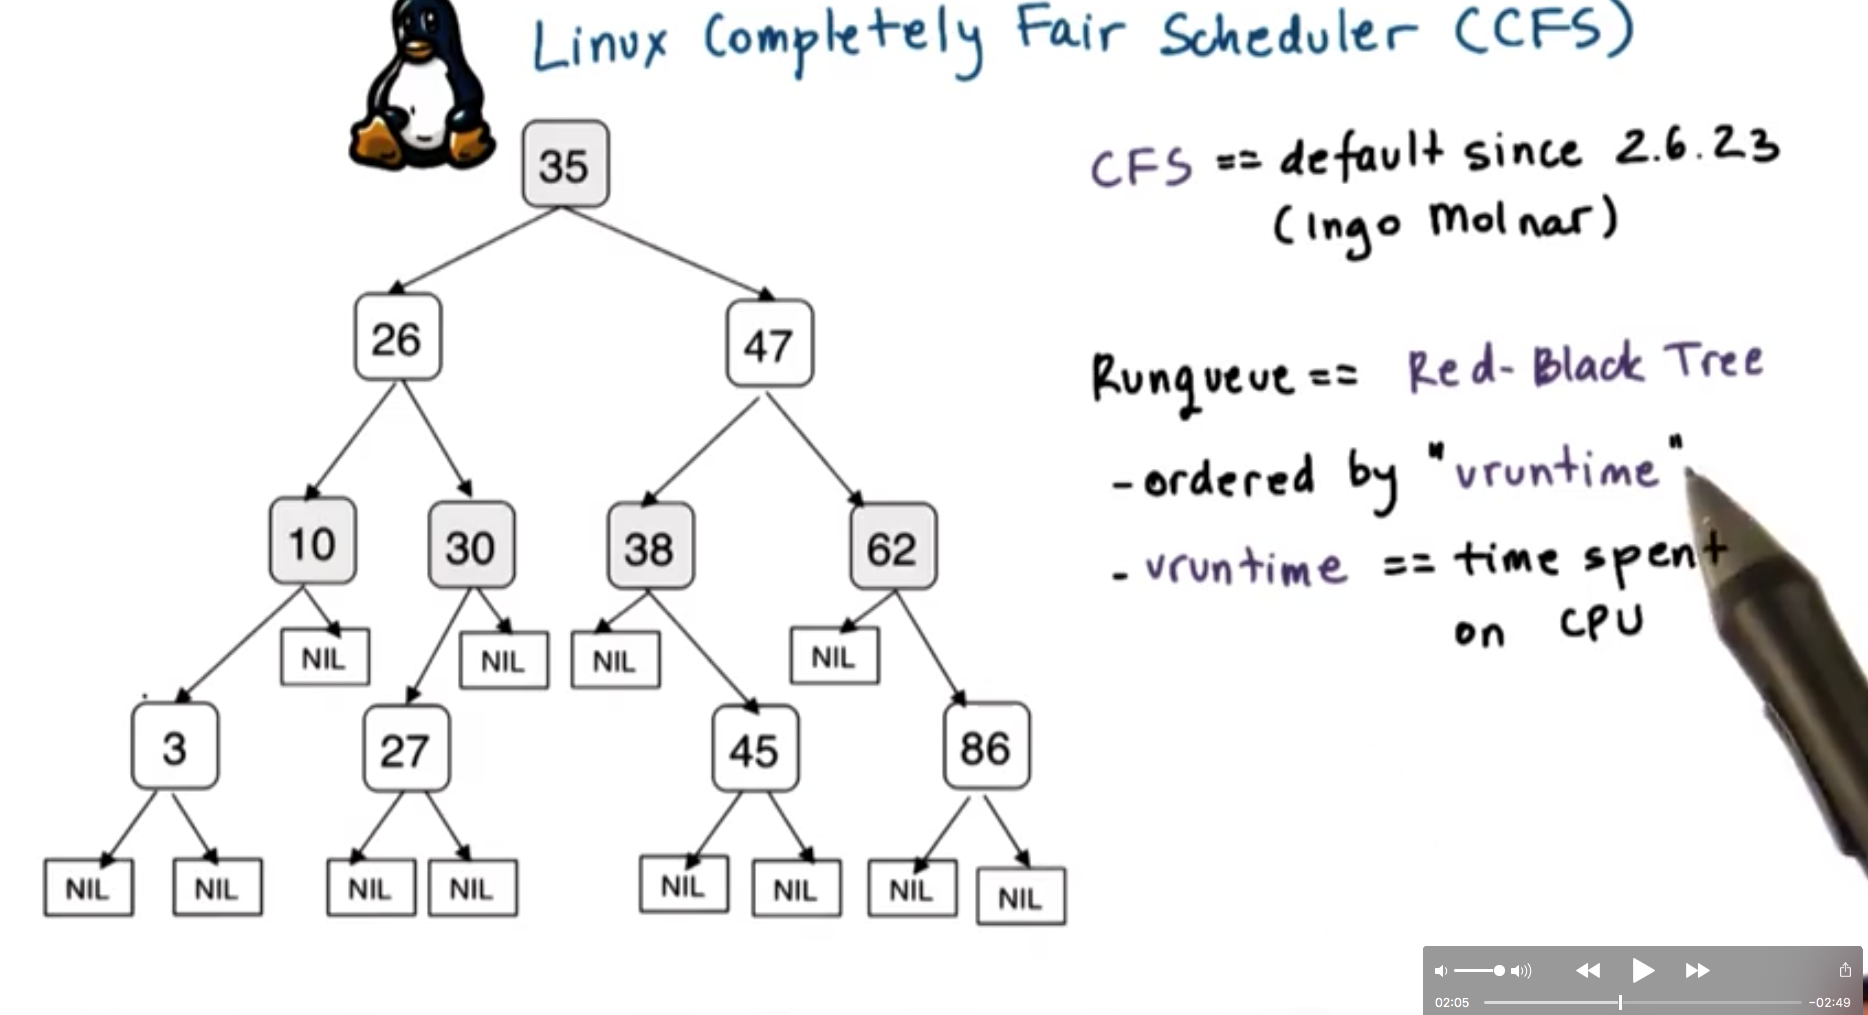 Linux Completely Fair Scheduler (CFS)
35
26
47
10
30
38
62
NIL
NIL
NIL
NIL
3
27
45
86
NIL
NIL
NIL
NIL
NIL
NIL
NIL
NIL
CFS == default since 2.6.23
(Ingo Molnar)
Runqueue == Red-Black Tree
- ordered by "vruntime"
- vruntime == time spent
on CPU
02:05
-02:49